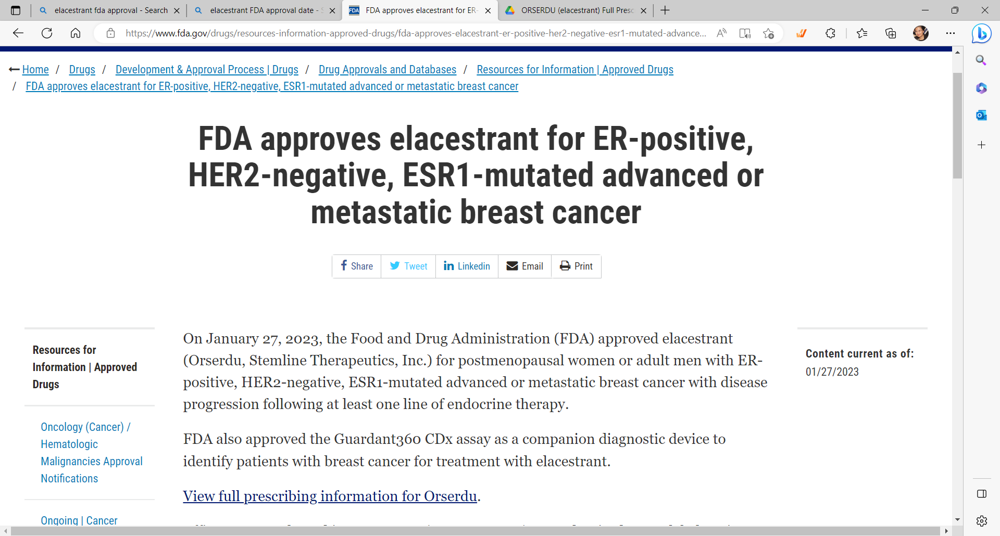 elacestrant fda approval - Search
elacestrant FDA approval date - S
FDA
FDA approves elacestrant for ER-
ORSERDU (elacestrant) Full Presc
https://www.fda.gov/drugs/resources-information-approved-drugs/fda-approves-elacestrant-er-positive-her2-negative-esr1-mutated-advance...
Home / Drugs / Development & Approval Process | Drugs / Drug Approvals and Databases / Resources for Information | Approved Drugs
/ FDA approves elacestrant for ER-positive, HER2-negative, ESR1-mutated advanced or metastatic breast cancer
FDA approves elacestrant for ER-positive,
HER2-negative, ESR1-mutated advanced or
metastatic breast cancer
Share Tweet Linkedin Email Print
Resources for
Information | Approved
Drugs
Oncology (Cancer) /
Hematologic
Malignancies Approval
Notifications
Ongoing | Cancer
On January 27, 2023, the Food and Drug Administration (FDA) approved elacestrant
(Orserdu, Stemline Therapeutics, Inc.) for postmenopausal women or adult men with ER-
positive, HER2-negative, ESR1-mutated advanced or metastatic breast cancer with disease
progression following at least one line of endocrine therapy.
FDA also approved the Guardant360 CDx assay as a companion diagnostic device to
identify patients with breast cancer for treatment with elacestrant.
View full prescribing information for Orserdu.
Content current as of:
01/27/2023